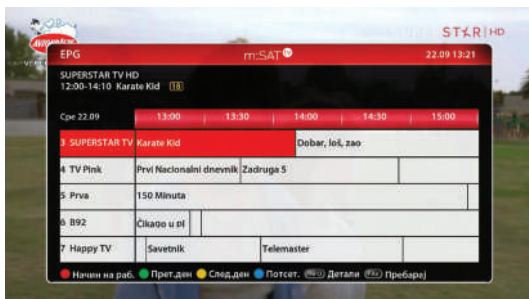 STAR HD
EPG m:SAT TV 22.09 13:21
SUPERSTAR TV HD
12:00-14:10 Karate Kid 18
Сре 22.09 13:00 13:30 14:00 14:30 15:00
3 SUPERSTAR TV Karate Kid Dobar, loš, zao
4 TV Pink Prvi Nacionalni dnevnik Zadruga 5
5 Prva 150 Minuta
6 B92 Čikago u pl
7 Happy TV Savetnik Telemaster
Начин на раб. Прет.ден След.ден Потсет. Детали Пребарај